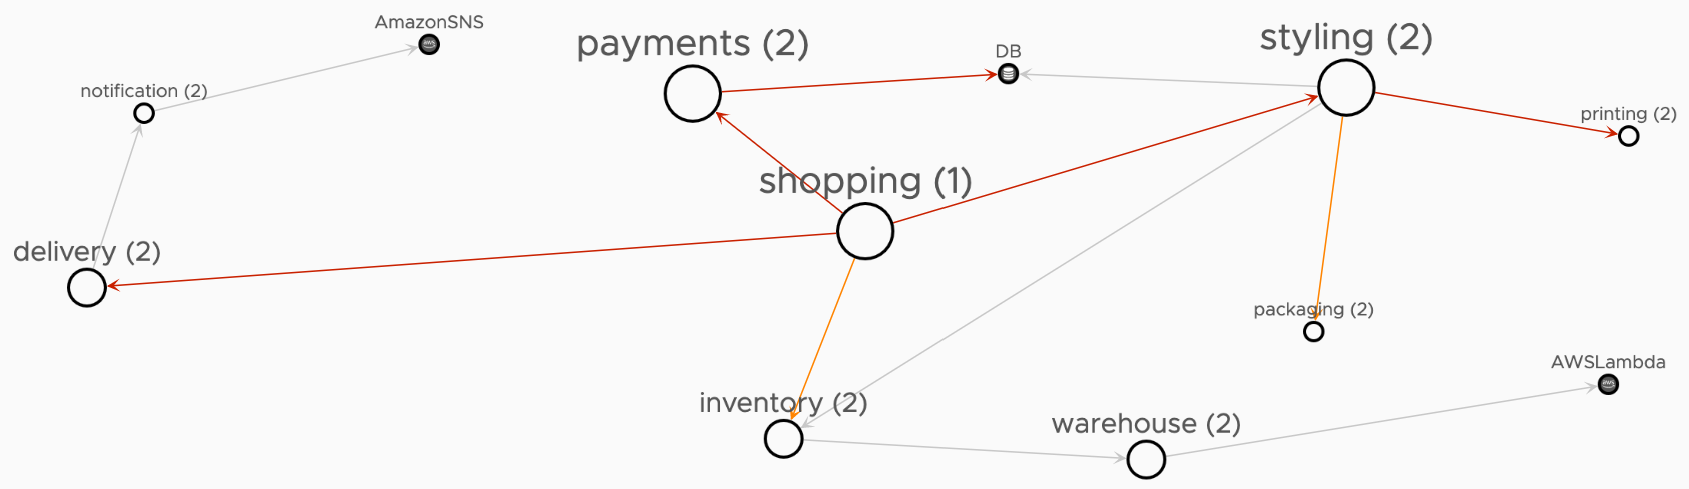 AmazonSNS
payments (2)
styling (2)
DB
notification (2)
printing (2)
shopping (1)
delivery (2)
packaging (2)
AWSLambda
inventory (2)
warehouse (2)